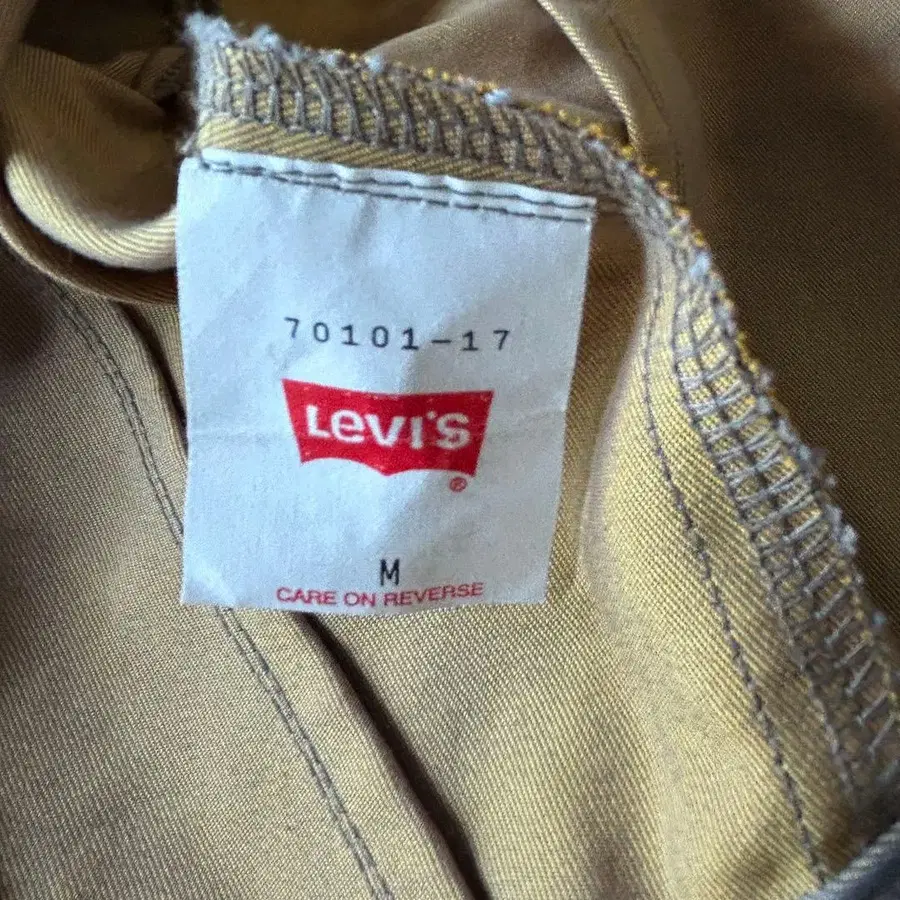 70101-17
LEVI'S
®
M
CARE ON REVERSE